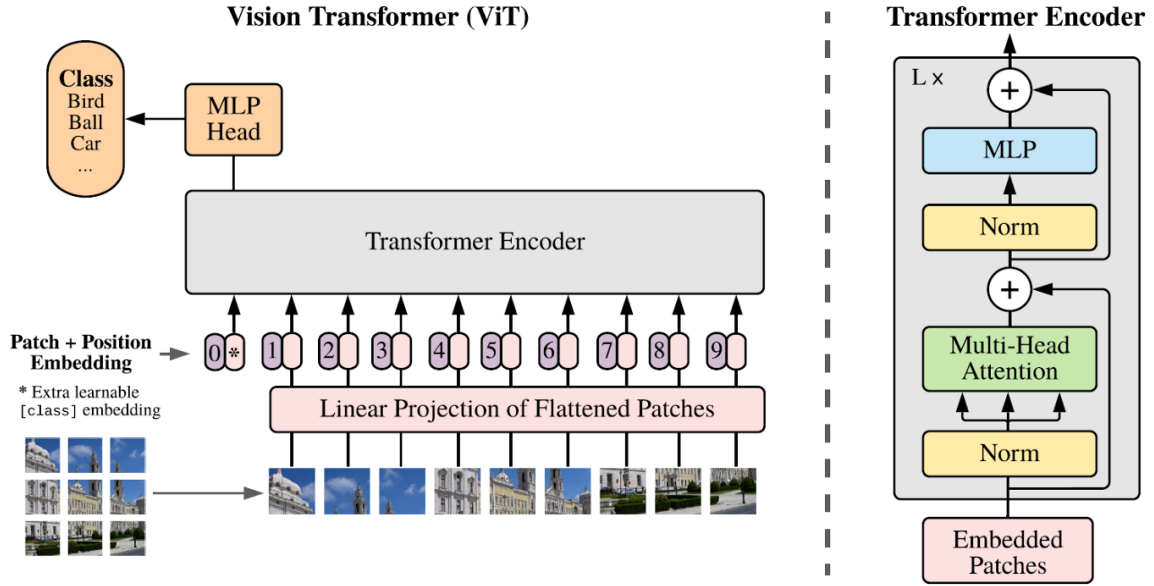 Vision Transformer (ViT)
Class
Bird
Ball
Car
...
MLP
Head
Transformer Encoder
Patch + Position
Embedding
0 * 1 2 3 4 5 6 7 8 9
* Extra learnable
[class] embedding
Linear Projection of Flattened Patches
Transformer Encoder
L ×
+
MLP
Norm
+
Multi-Head
Attention
Norm
Embedded
Patches